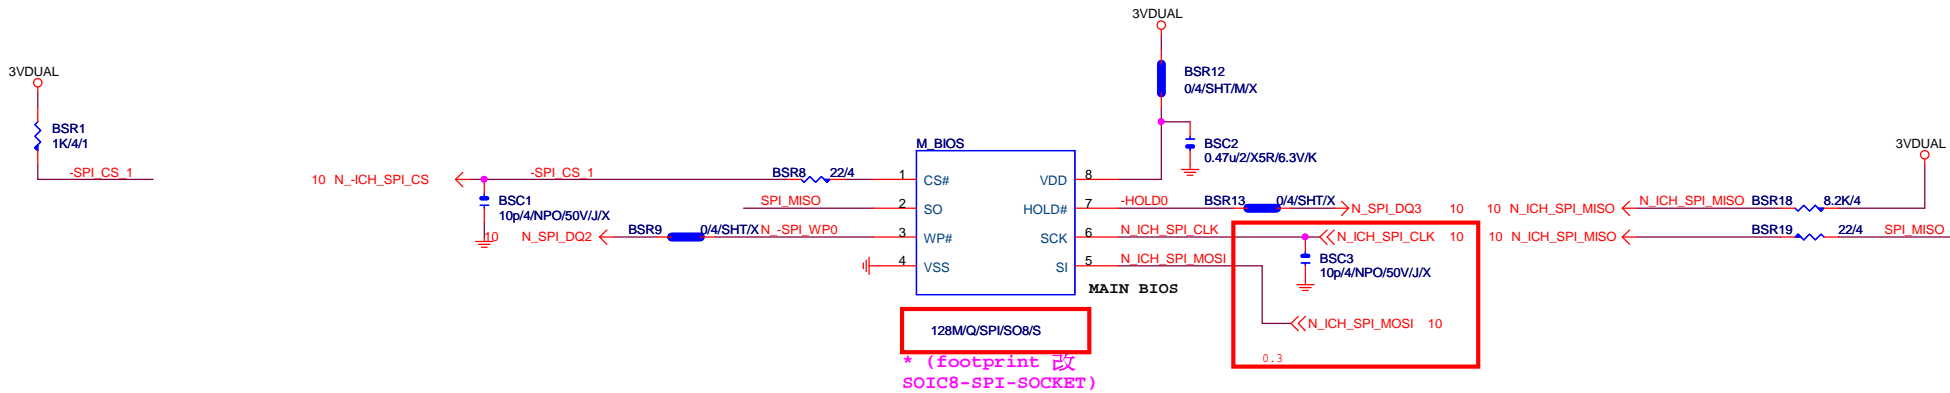 3VDUAL
BSR1
1K/4/1
-SPI_CS_1
10 N_-ICH_SPI_CS
-SPI_CS_1
BSC1
10p/4/NPO/50V/J/X
BSR8 22/4
SPI_MISO
10 N_SPI_DQ2
BSR9 0/4/SHT/X N_-SPI_WP0
M_BIOS
1 CS# VDD 8
2 SO HOLD# 7
3 WP# SCK 6
4 VSS SI 5
MAIN BIOS
128M/Q/SPI/SO8/S
* (footprint 改
SOIC8-SPI-SOCKET)
3VDUAL
BSR12
0/4/SHT/M/X
BSC2
0.47u/2/X5R/6.3V/K
-HOLD0 BSR13 0/4/SHT/X N_SPI_DQ3 10
N_ICH_SPI_CLK N_ICH_SPI_CLK 10
BSC3
10p/4/NPO/50V/J/X
N_ICH_SPI_MOSI
N_ICH_SPI_MOSI 10
0.3
3VDUAL
10 N_ICH_SPI_MISO N_ICH_SPI_MISO BSR18 8.2K/4
10 N_ICH_SPI_MISO BSR19 22/4 SPI_MISO